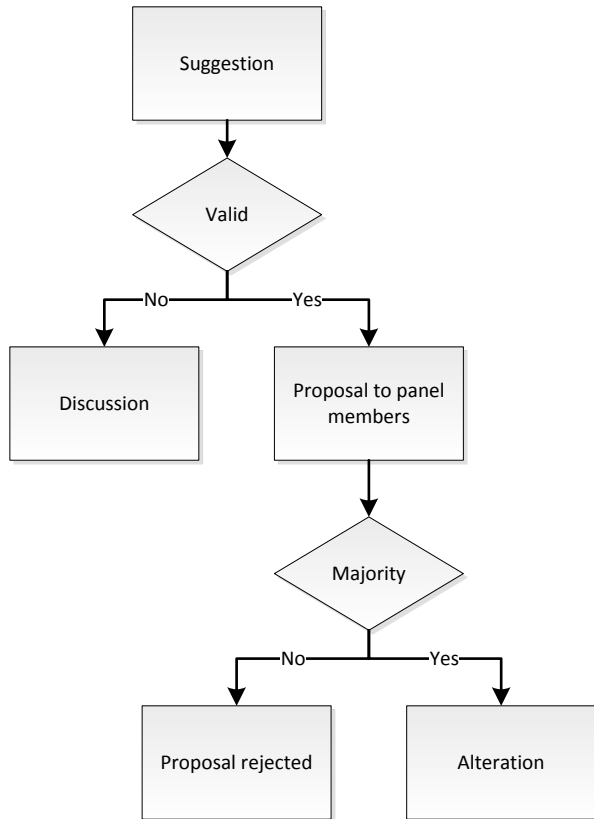 Suggestion
Valid
No
Yes
Discussion
Proposal to panel
members
Majority
No
Yes
Proposal rejected
Alteration